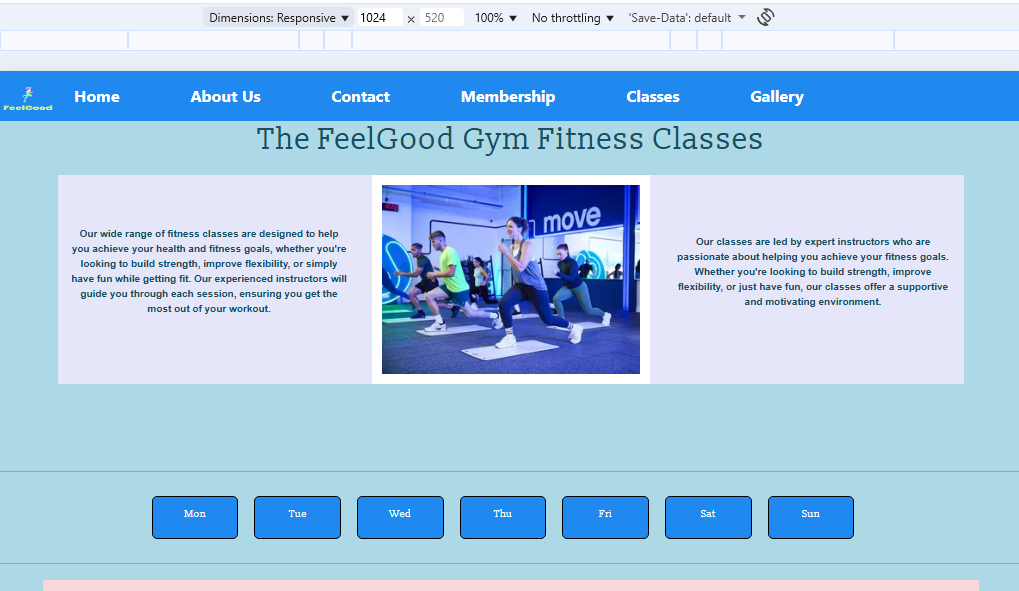 Dimensions: Responsive ▼ 1024 × 520 100% ▼ No throttling ▼ 'Save-Data': default
FeelGood
Home About Us Contact Membership Classes Gallery
The FeelGood Gym Fitness Classes
Our wide range of fitness classes are designed to help
you achieve your health and fitness goals, whether you're
looking to build strength, improve flexibility, or simply
have fun while getting fit. Our experienced instructors will
guide you through each session, ensuring you get the
most out of your workout.
move
Our classes are led by expert instructors who are
passionate about helping you achieve your fitness goals.
Whether you're looking to build strength, improve
flexibility, or just have fun, our classes offer a supportive
and motivating environment.
Mon Tue Wed Thu Fri Sat Sun